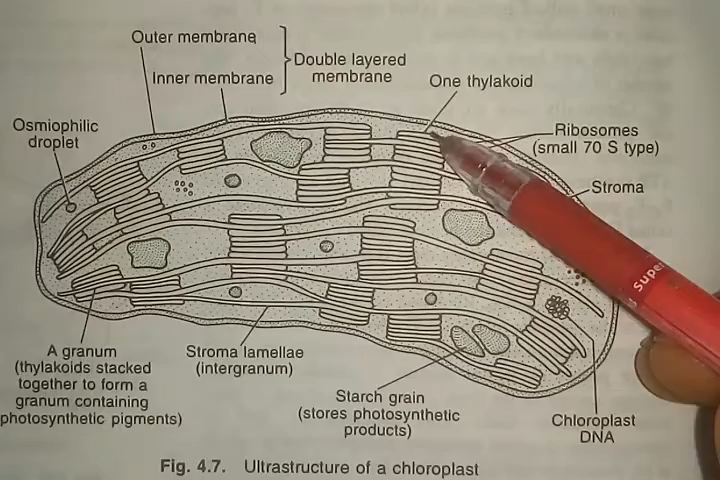 Outer membrane
Inner membrane
Double layered
membrane
One thylakoid
Osmiophilic
droplet
Ribosomes
(small 70 S type)
Stroma
super
A granum
(thylakoids stacked
together to form a
granum containing
photosynthetic pigments)
Stroma lamellae
(intergranum)
Starch grain
(stores photosynthetic
products)
Chloroplast
DNA
Fig. 4.7. Ultrastructure of a chloroplast